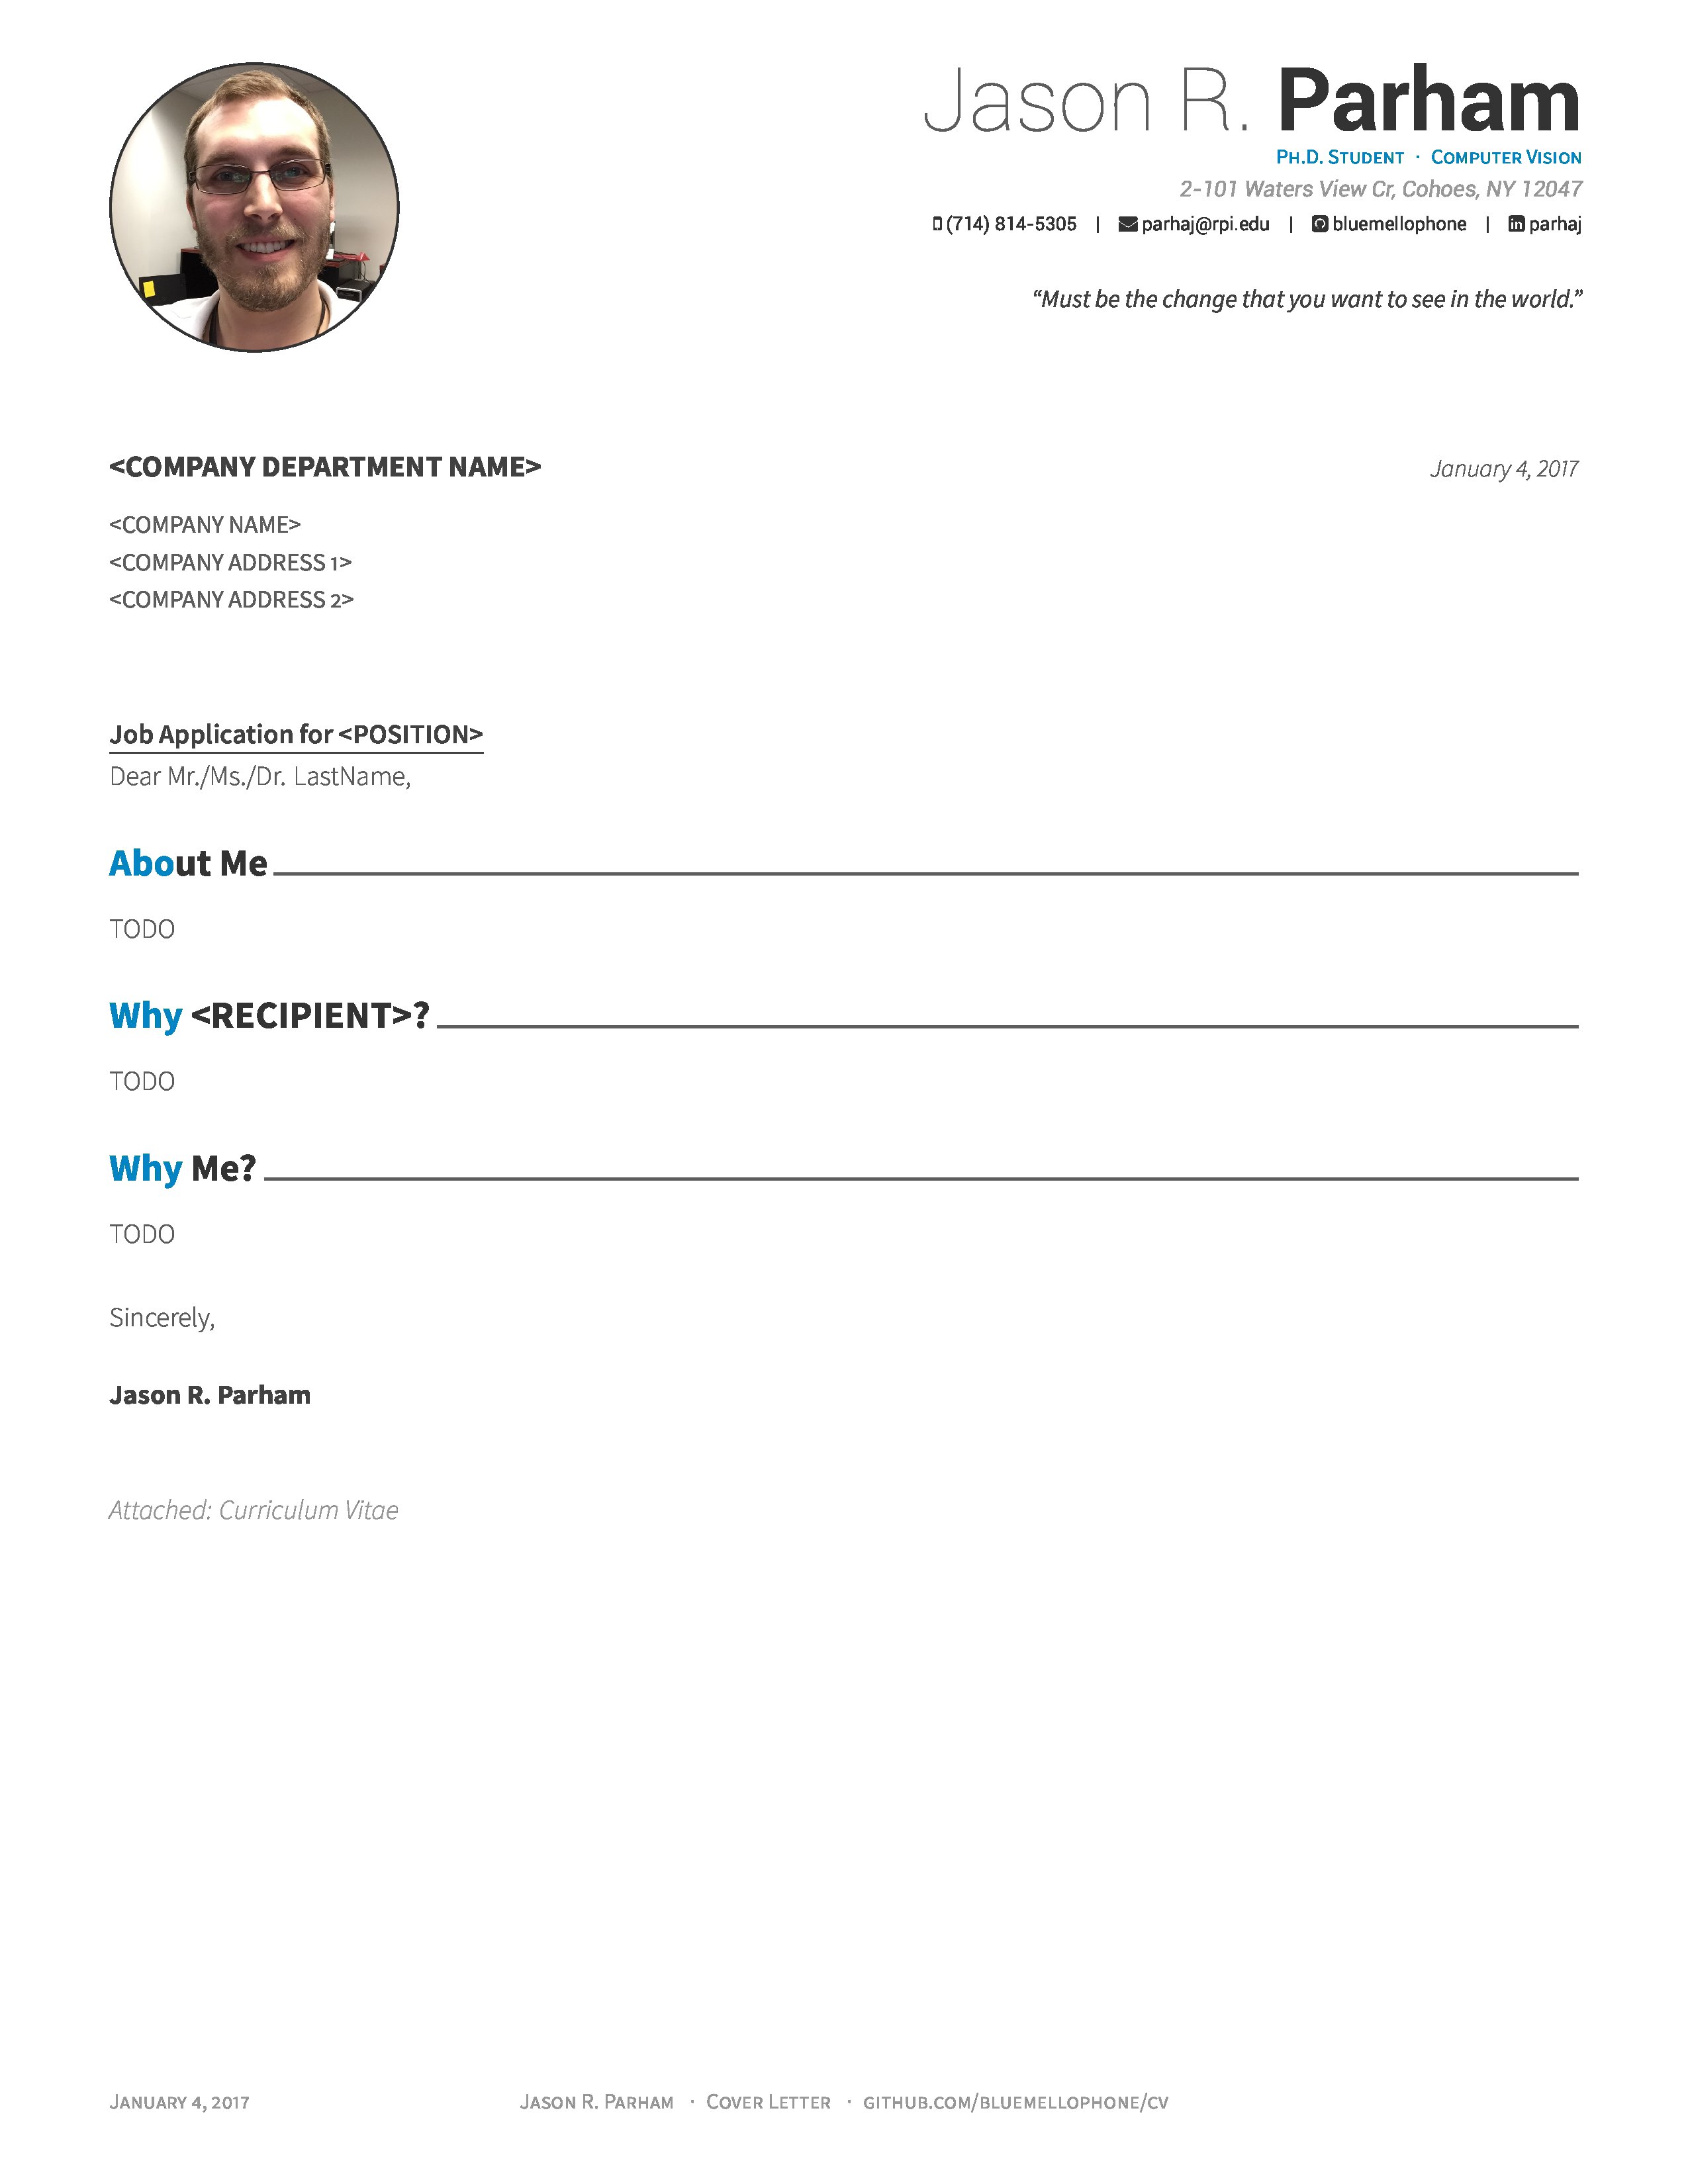 Jason R. Parham
Ph.D. Student · Computer Vision
2-101 Waters View Cr, Cohoes, NY 12047
(714) 814-5305 | parhaj@rpi.edu | bluemellophone | parhaj
“Must be the change that you want to see in the world.”
<COMPANY DEPARTMENT NAME>
January 4, 2017
<COMPANY NAME>
<COMPANY ADDRESS 1>
<COMPANY ADDRESS 2>
Job Application for <POSITION>
Dear Mr./Ms./Dr. LastName,
About Me
TODO
Why <RECIPIENT>?
TODO
Why Me?
TODO
Sincerely,
Jason R. Parham
Attached: Curriculum Vitae
January 4, 2017
Jason R. Parham · Cover Letter · github.com/bluemellophone/cv